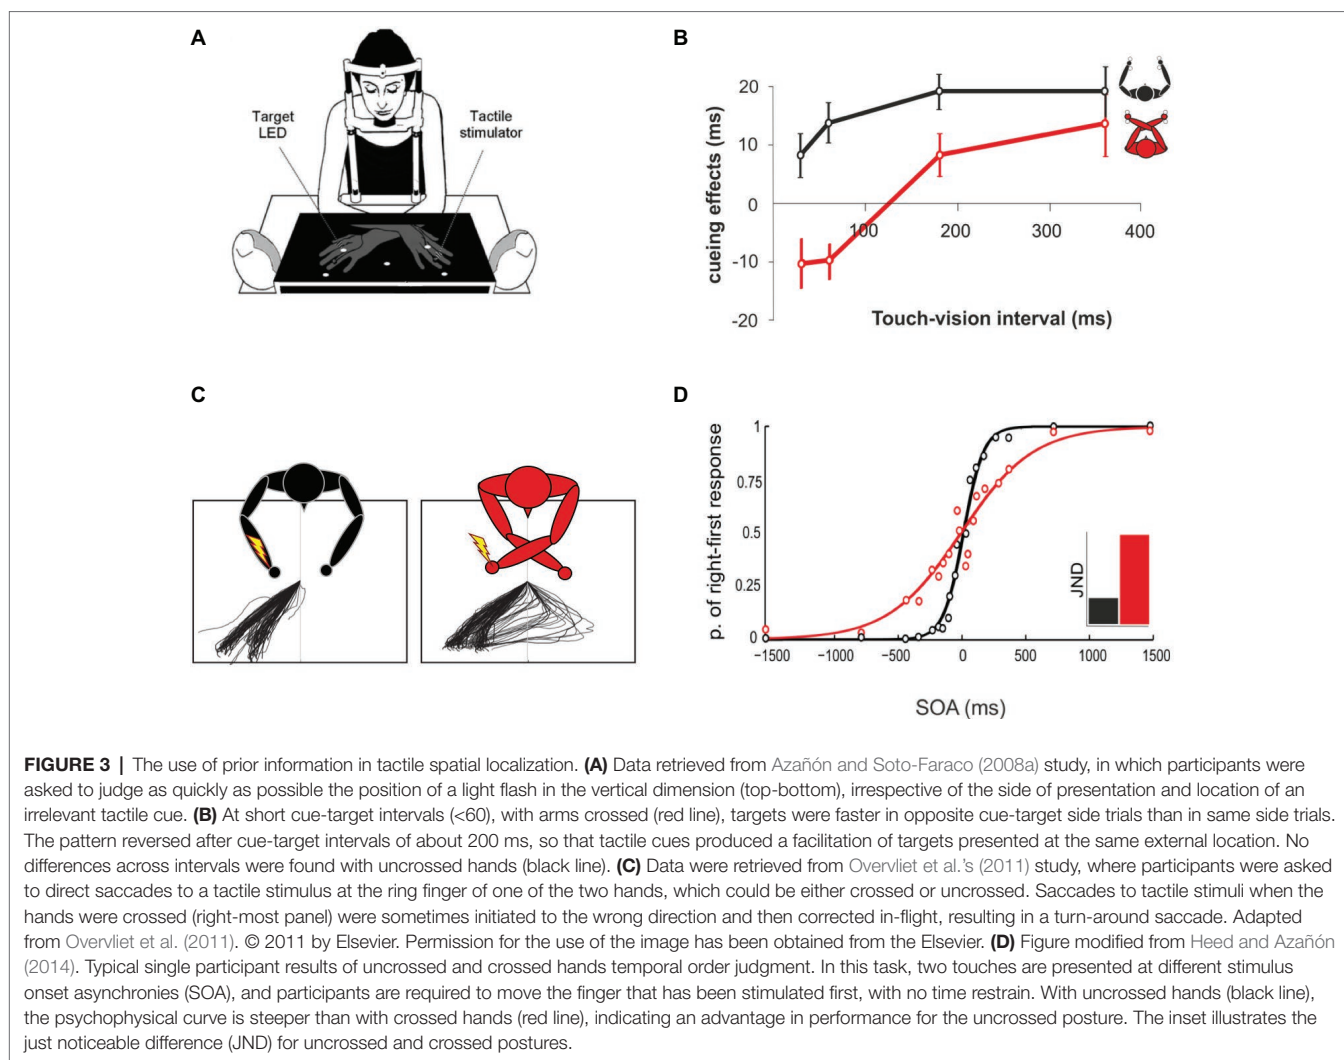 A
Target
LED
Tactile
stimulator
B
cueing effects (ms)
20
10
0
-10
-20
100
200
300
400
Touch-vision interval (ms)
C
D
p. of right-first response
1
0.75
0.5
0.25
0
−1500
−1000
−500
0
500
1000
1500
SOA (ms)
JND
FIGURE 3 | The use of prior information in tactile spatial localization. (A) Data retrieved from Azañón and Soto-Faraco (2008a) study, in which participants were
asked to judge as quickly as possible the position of a light flash in the vertical dimension (top-bottom), irrespective of the side of presentation and location of an
irrelevant tactile cue. (B) At short cue-target intervals (<60), with arms crossed (red line), targets were faster in opposite cue-target side trials than in same side trials.
The pattern reversed after cue-target intervals of about 200 ms, so that tactile cues produced a facilitation of targets presented at the same external location. No
differences across intervals were found with uncrossed hands (black line). (C) Data were retrieved from Overvliet et al.'s (2011) study, where participants were asked
to direct saccades to a tactile stimulus at the ring finger of one of the two hands, which could be either crossed or uncrossed. Saccades to tactile stimuli when the
hands were crossed (right-most panel) were sometimes initiated to the wrong direction and then corrected in-flight, resulting in a turn-around saccade. Adapted
from Overvliet et al. (2011). © 2011 by Elsevier. Permission for the use of the image has been obtained from the Elsevier. (D) Figure modified from Heed and Azañón
(2014). Typical single participant results of uncrossed and crossed hands temporal order judgment. In this task, two touches are presented at different stimulus
onset asynchronies (SOA), and participants are required to move the finger that has been stimulated first, with no time restrain. With uncrossed hands (black line),
the psychophysical curve is steeper than with crossed hands (red line), indicating an advantage in performance for the uncrossed posture. The inset illustrates the
just noticeable difference (JND) for uncrossed and crossed postures.